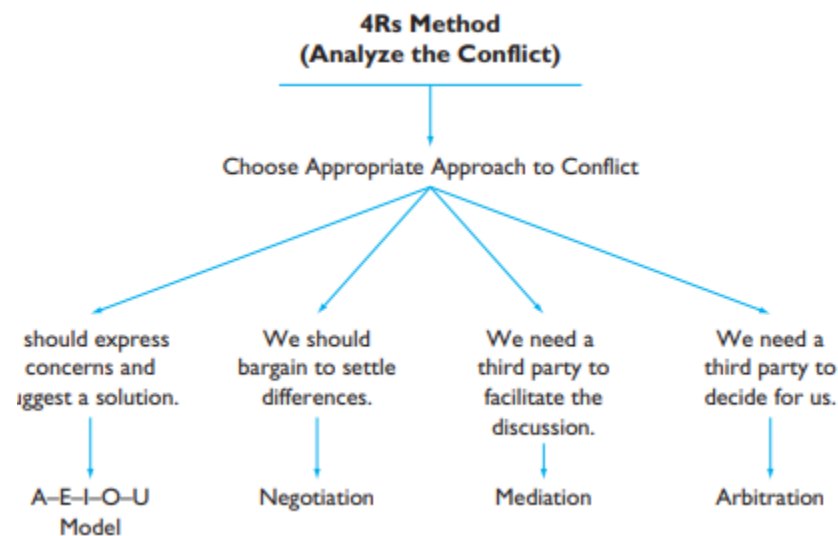 4Rs Method
(Analyze the Conflict)
Choose Appropriate Approach to Conflict
should express
concerns and
uggest a solution.
We should
bargain to settle
differences.
We need a
third party to
facilitate the
discussion.
We need a
third party to
decide for us.
A–E–I–O–U
Model
Negotiation
Mediation
Arbitration